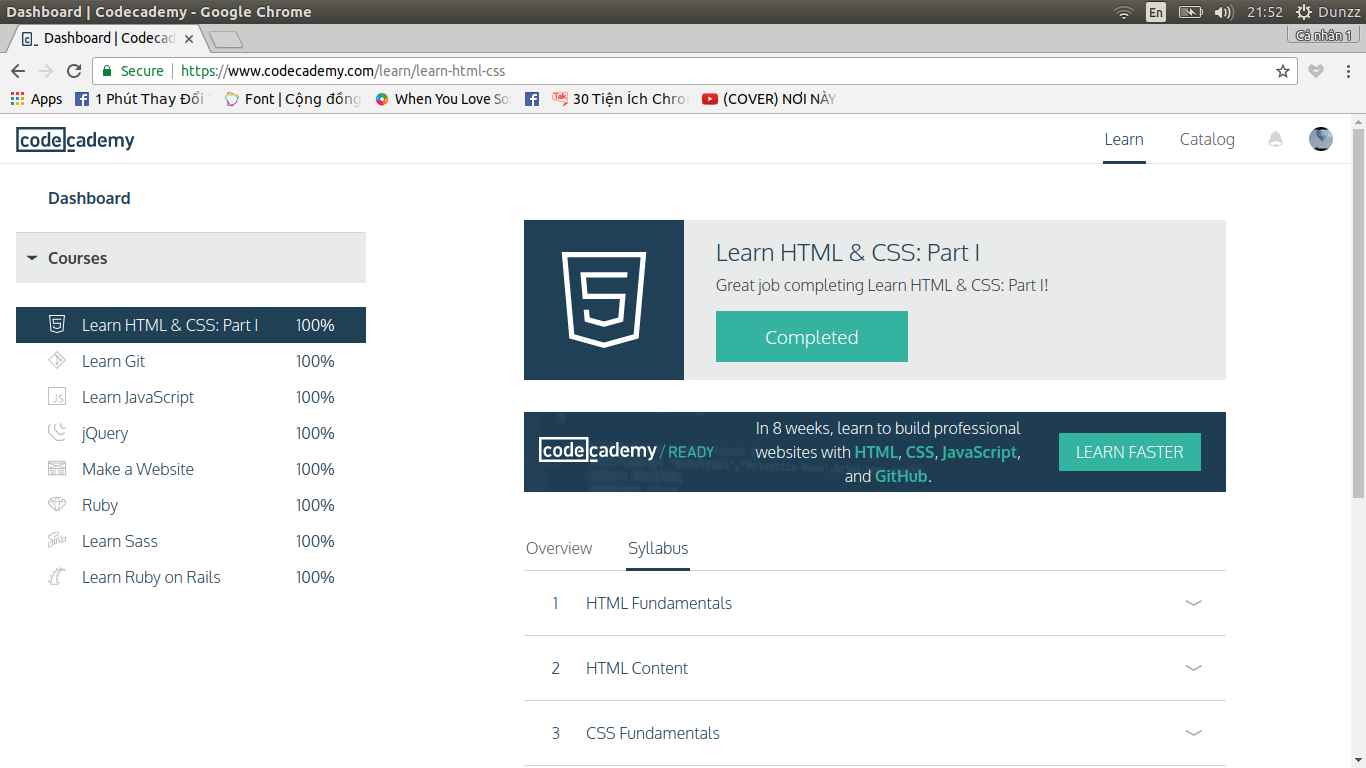 Dashboard | Codecademy - Google Chrome
En
21:52
Dunzz
Dashboard | Codecad
Cá nhân 1
Secure
https://www.codecademy.com/learn/learn-html-css
Apps
1 Phút Thay Đổi
Font | Cộng đồng
When You Love So
30 Tiện Ích Chro
(COVER) NƠI NÀY
codecademy
Learn
Catalog
Dashboard
Courses
Learn HTML & CSS: Part I 100%
Learn Git 100%
Learn JavaScript 100%
jQuery 100%
Make a Website 100%
Ruby 100%
Learn Sass 100%
Learn Ruby on Rails 100%
Learn HTML & CSS: Part I
Great job completing Learn HTML & CSS: Part I!
Completed
codecademy / READY
In 8 weeks, learn to build professional
websites with HTML, CSS, JavaScript,
and GitHub.
LEARN FASTER
Overview
Syllabus
1 HTML Fundamentals
2 HTML Content
3 CSS Fundamentals